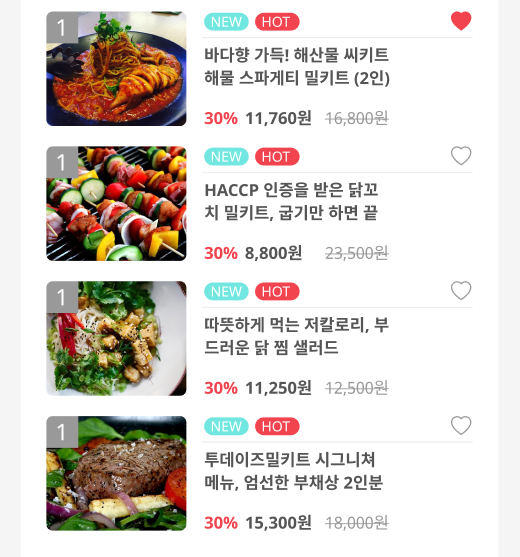 1
NEW HOT
바다향 가득! 해산물 씨키트
해물 스파게티 밀키트 (2인)
30% 11,760원 16,800원
1
NEW HOT
HACCP 인증을 받은 닭꼬
치 밀키트, 굽기만 하면 끝
30% 8,800원 23,500원
1
NEW HOT
따뜻하게 먹는 저칼로리, 부
드러운 닭 찜 샐러드
30% 11,250원 12,500원
1
NEW HOT
투데이즈밀키트 시그니쳐
메뉴, 엄선한 부채상 2인분
30% 15,300원 18,000원